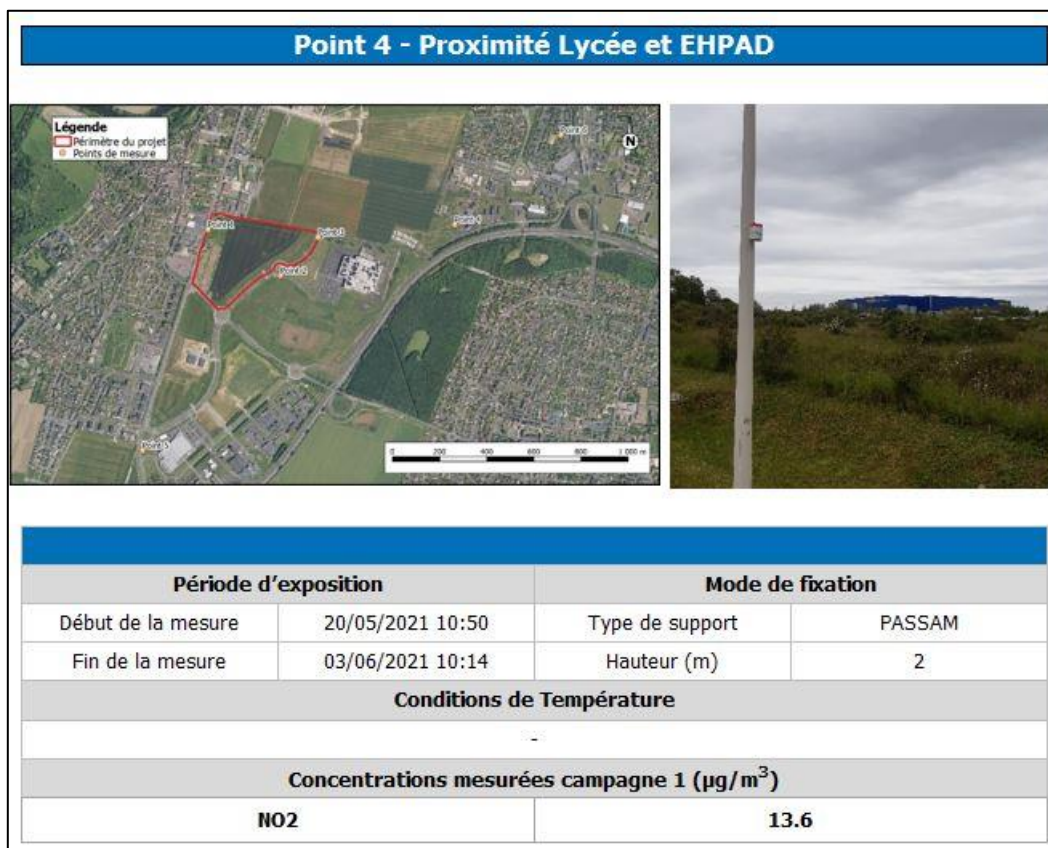 Point 4 - Proximité Lycée et EHPAD
Légende
Périmètre du projet
Points de mesure
N
Point 6
Point 4
Point 1
Point 3
Point 2
Point 5
0 200 400 600 800 1 000 m
Période d'exposition Mode de fixation
Début de la mesure 20/05/2021 10:50 Type de support PASSAM
Fin de la mesure 03/06/2021 10:14 Hauteur (m) 2
Conditions de Température
-
Concentrations mesurées campagne 1 (µg/m³)
NO2 13.6